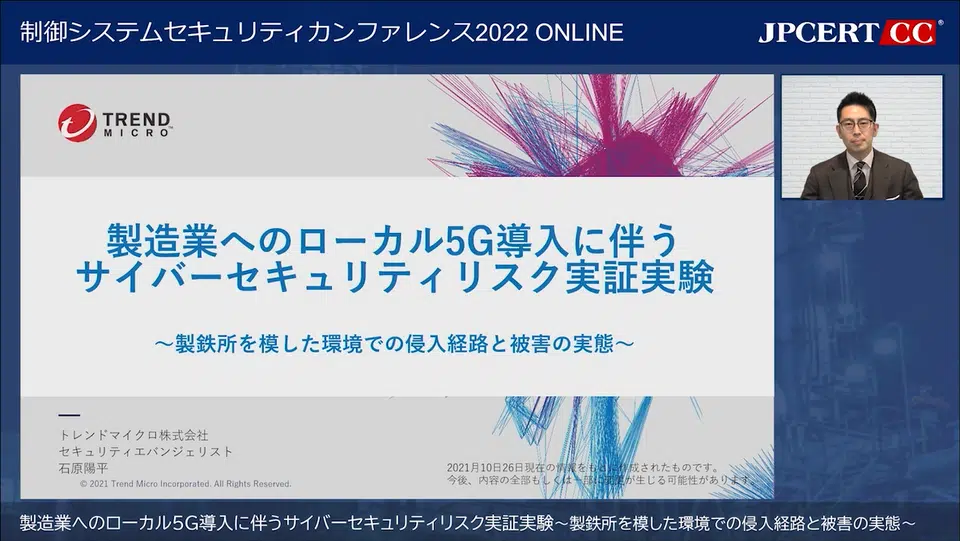 制御システムセキュリティカンファレンス2022 ONLINE
JPCERT CC®
TREND
MICRO™
製造業へのローカル5G導入に伴う
サイバーセキュリティリスク実証実験
～製鉄所を模した環境での侵入経路と被害の実態～
トレンドマイクロ株式会社
セキュリティエバンジェリスト
石原陽平
© 2021 Trend Micro Incorporated. All Rights Reserved.
2021月10日26日現在の情報をもとに作成されたものです。
今後、内容の全部もしくは一部に変更が生じる可能性があります。
製造業へのローカル5G導入に伴うサイバーセキュリティリスク実証実験～製鉄所を模した環境での侵入経路と被害の実態～